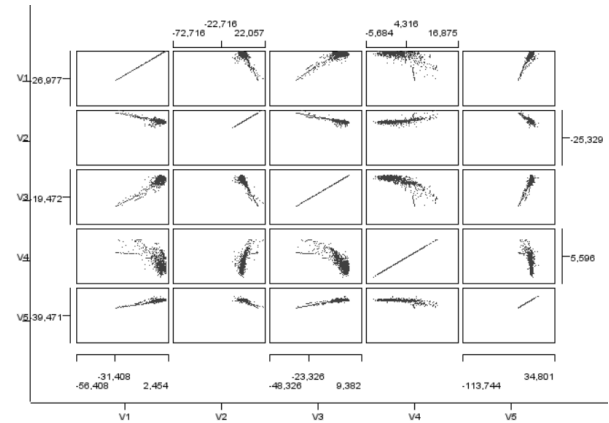 -22,716
4,316
-72,716
22,057
-5,684
16,875
V1
-26,977
V2
-25,329
V3
-19,472
V4
5,596
V5
-39,471
-31,408
-23,326
-56,408
2,454
-48,326
9,382
-113,744
34,801
V1
V2
V3
V4
V5